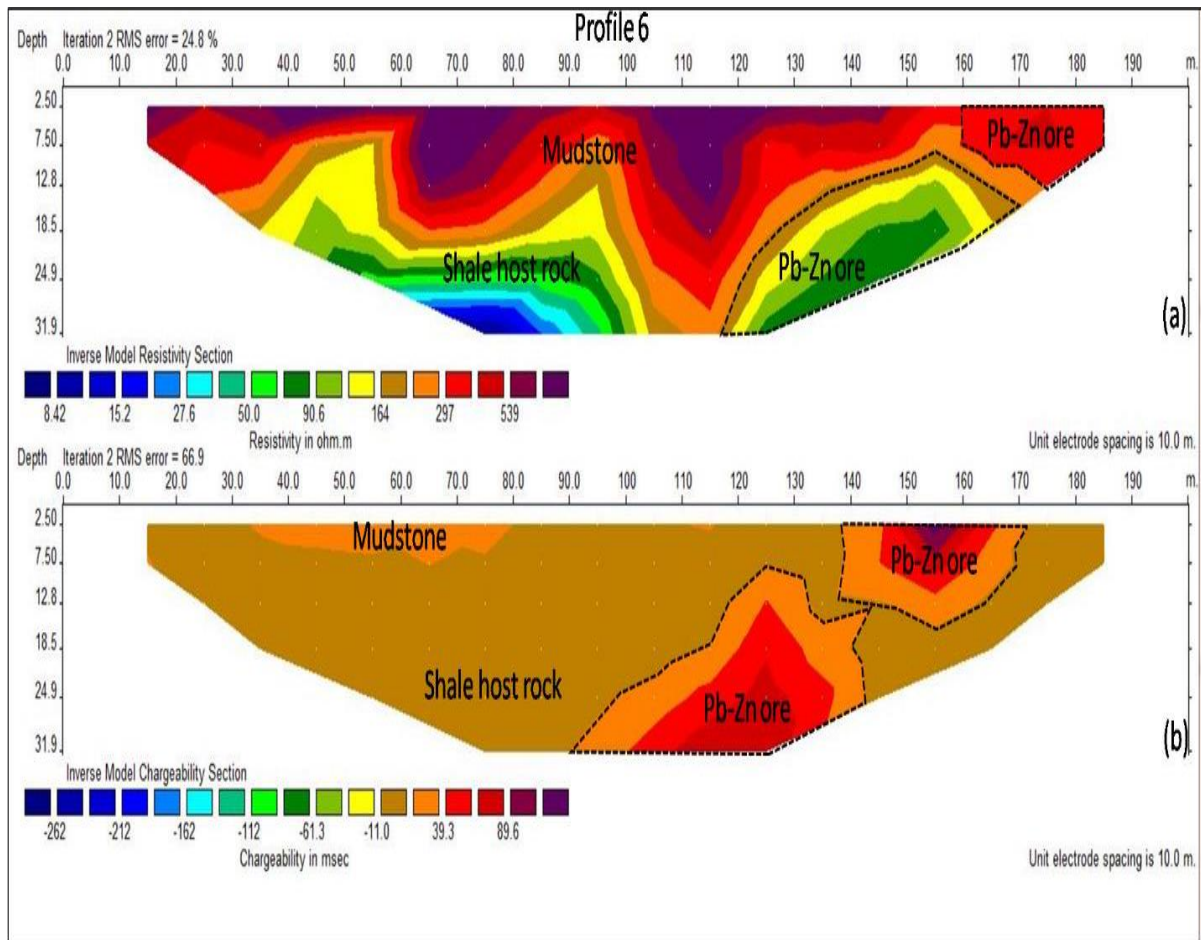 Profile 6
Depth Iteration 2 RMS error = 24.8 %
0.0 10.0 20.0 30.0 40.0 50.0 60.0 70.0 80.0 90.0 100 110 120 130 140 150 160 170 180 190 m.
2.50
7.50
12.8
18.5
24.9
31.9
Mudstone
Pb-Zn ore
Shale host rock
Pb-Zn ore
(a)
Inverse Model Resistivity Section
8.42 15.2 27.6 50.0 90.6 164 297 539
Resistivity in ohm.m
Unit electrode spacing is 10.0 m.
Depth Iteration 2 RMS error = 66.9
0.0 10.0 20.0 30.0 40.0 50.0 60.0 70.0 80.0 90.0 100 110 120 130 140 150 160 170 180 190 m.
2.50
7.50
12.8
18.5
24.9
31.9
Mudstone
Pb-Zn ore
Shale host rock
Pb-Zn ore
(b)
Inverse Model Chargeability Section
-262 -212 -162 -112 -61.3 -11.0 39.3 89.6
Chargeability in msec
Unit electrode spacing is 10.0 m.